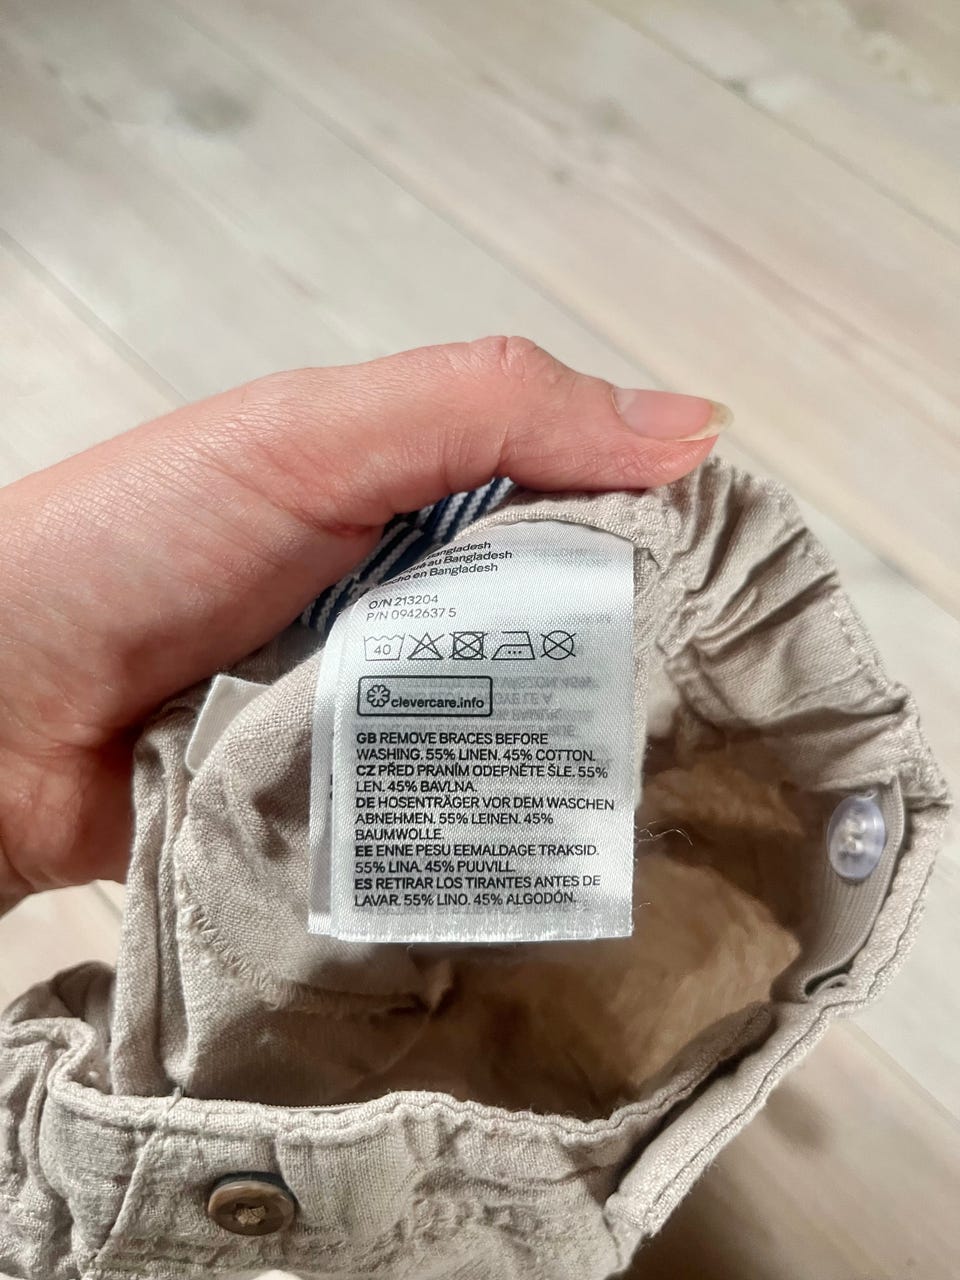 Bangladesh
au Bangladesh
en Bangladesh
O/N 213204
P/N 0942637 5
40
clevercare.info
GB REMOVE BRACES BEFORE
WASHING. 55% LINEN. 45% COTTON.
CZ PŘED PRANÍM ODEPNĚTE ŠLE. 55%
LEN. 45% BAVLNA.
DE HOSENTRÄGER VOR DEM WASCHEN
ABNEHMEN. 55% LEINEN. 45%
BAUMWOLLE.
EE ENNE PESU EEMALDAGE TRAKSID.
55% LINA. 45% PUUVILL.
ES RETIRAR LOS TIRANTES ANTES DE
LAVAR. 55% LINO. 45% ALGODÓN.